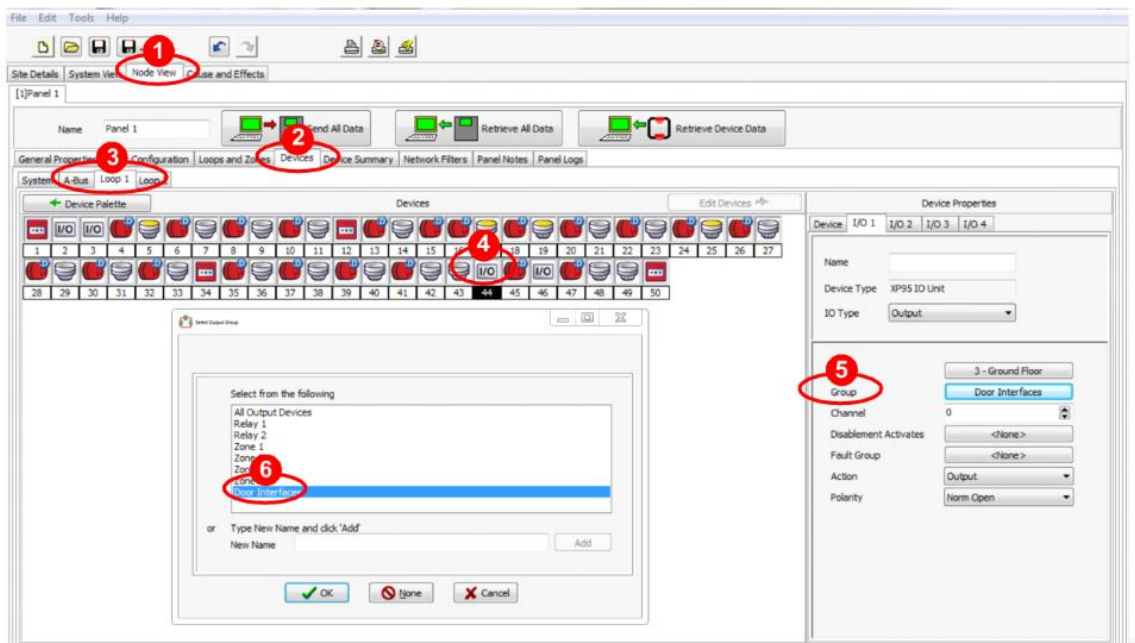 File Edit Tools Help
1
Site Details System View Node View Cause and Effects
[1]Panel 1
Name Panel 1 Send All Data Retrieve All Data Retrieve Device Data
2
3
General Properties Configuration Loops and Zones Devices Device Summary Network Filters Panel Notes Panel Logs
System A-Bus Loop 1 Loop
Device Palette Devices Edit Devices Device Properties
Device I/O 1 I/O 2 I/O 3 I/O 4
I/O I/O
1 2 3 4 5 6 7 8 9 10 11 12 13 14 15 16 18 19 20 21 22 23 24 25 26 27
4
I/O I/O
28 29 30 31 32 33 34 35 36 37 38 39 40 41 42 43 44 45 46 47 48 49 50
Name
Device Type XP95 IO Unit
IO Type Output
Select Output Group
Select from the following
All Output Devices
Relay 1
Relay 2
Zone 1
Zone
Zon
Zone
6
Door Interfaces
or Type New Name and click 'Add'
New Name Add
OK None Cancel
3 - Ground Floor
5
Group Door Interfaces
Channel 0
Disablement Activates <None>
Fault Group <None>
Action Output
Polarity Norm Open